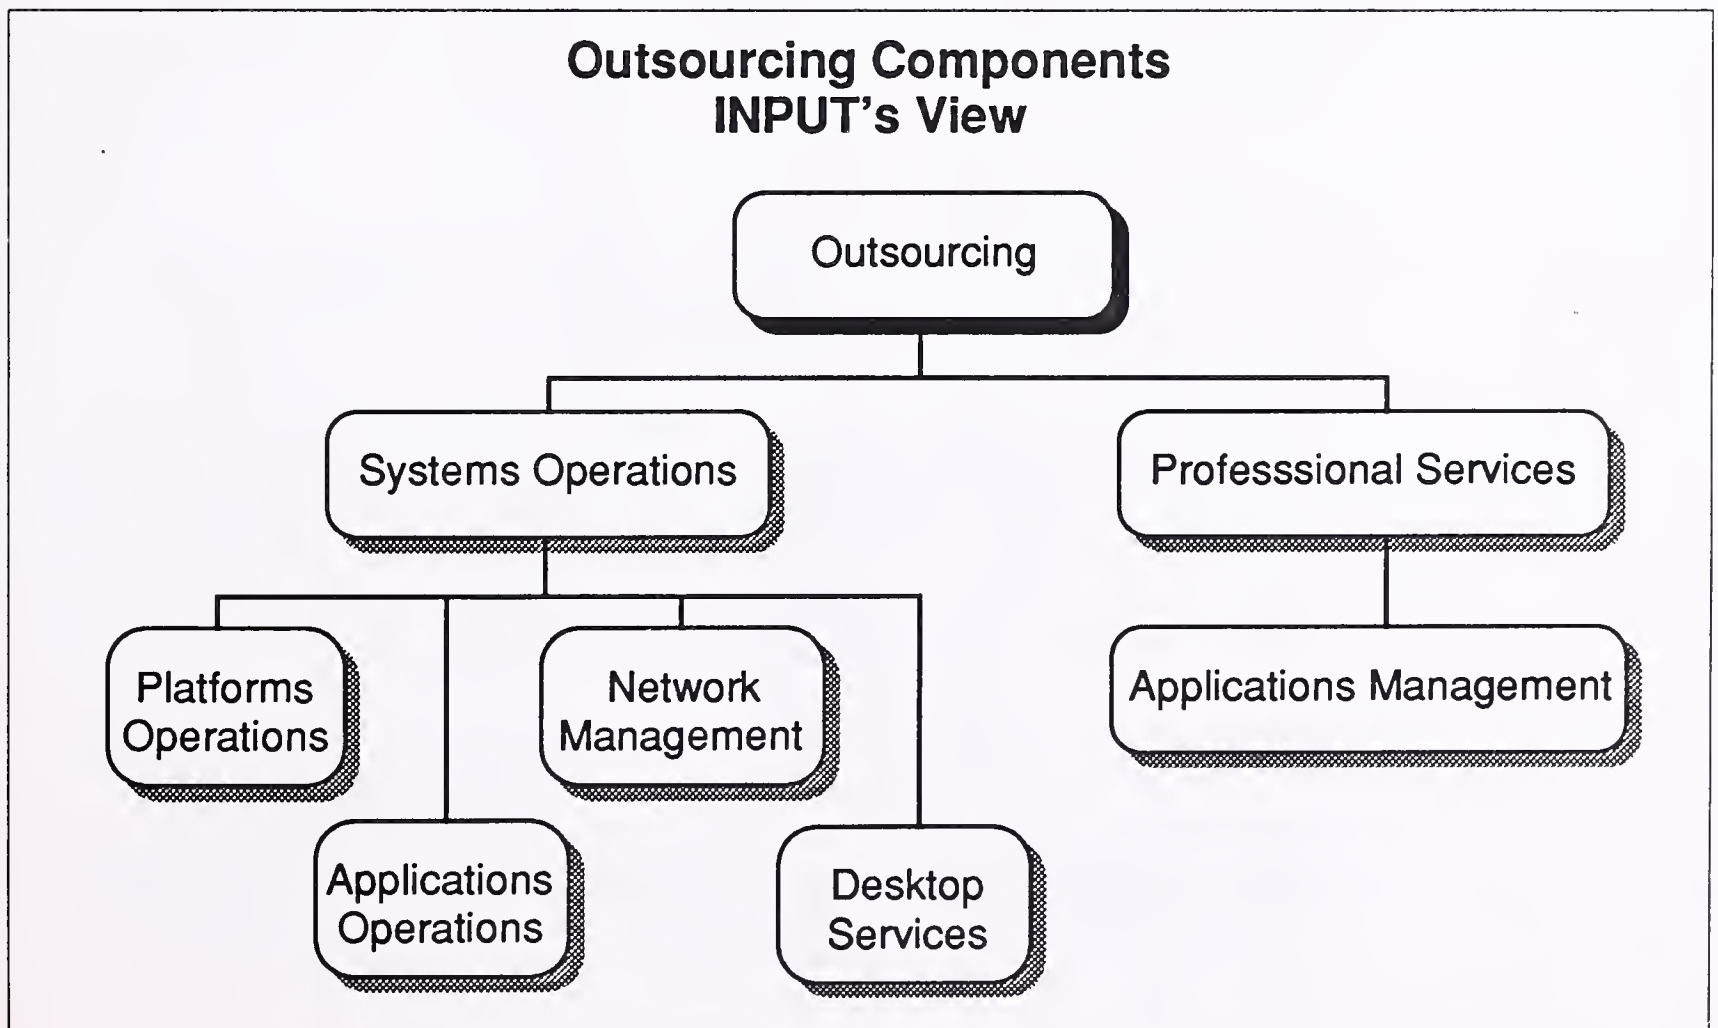 Outsourcing Components
INPUT's View
Outsourcing
Systems Operations
Professsional Services
Platforms
Operations
Network
Management
Applications Management
Applications
Operations
Desktop
Services